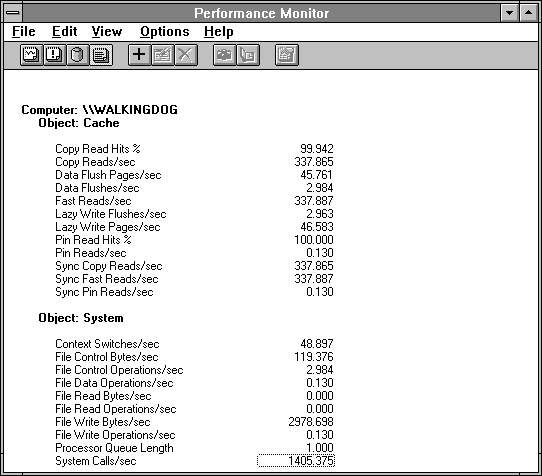 Performance Monitor
File Edit View Options Help
Computer: \\WALKINGDOG
Object: Cache
Copy Read Hits % 99.942
Copy Reads/sec 337.865
Data Flush Pages/sec 45.761
Data Flushes/sec 2.984
Fast Reads/sec 337.887
Lazy Write Flushes/sec 2.963
Lazy Write Pages/sec 46.583
Pin Read Hits % 100.000
Pin Reads/sec 0.130
Sync Copy Reads/sec 337.865
Sync Fast Reads/sec 337.887
Sync Pin Reads/sec 0.130
Object: System
Context Switches/sec 48.897
File Control Bytes/sec 119.376
File Control Operations/sec 2.984
File Data Operations/sec 0.130
File Read Bytes/sec 0.000
File Read Operations/sec 0.000
File Write Bytes/sec 2978.698
File Write Operations/sec 0.130
Processor Queue Length 1.000
System Calls/sec 1405.375